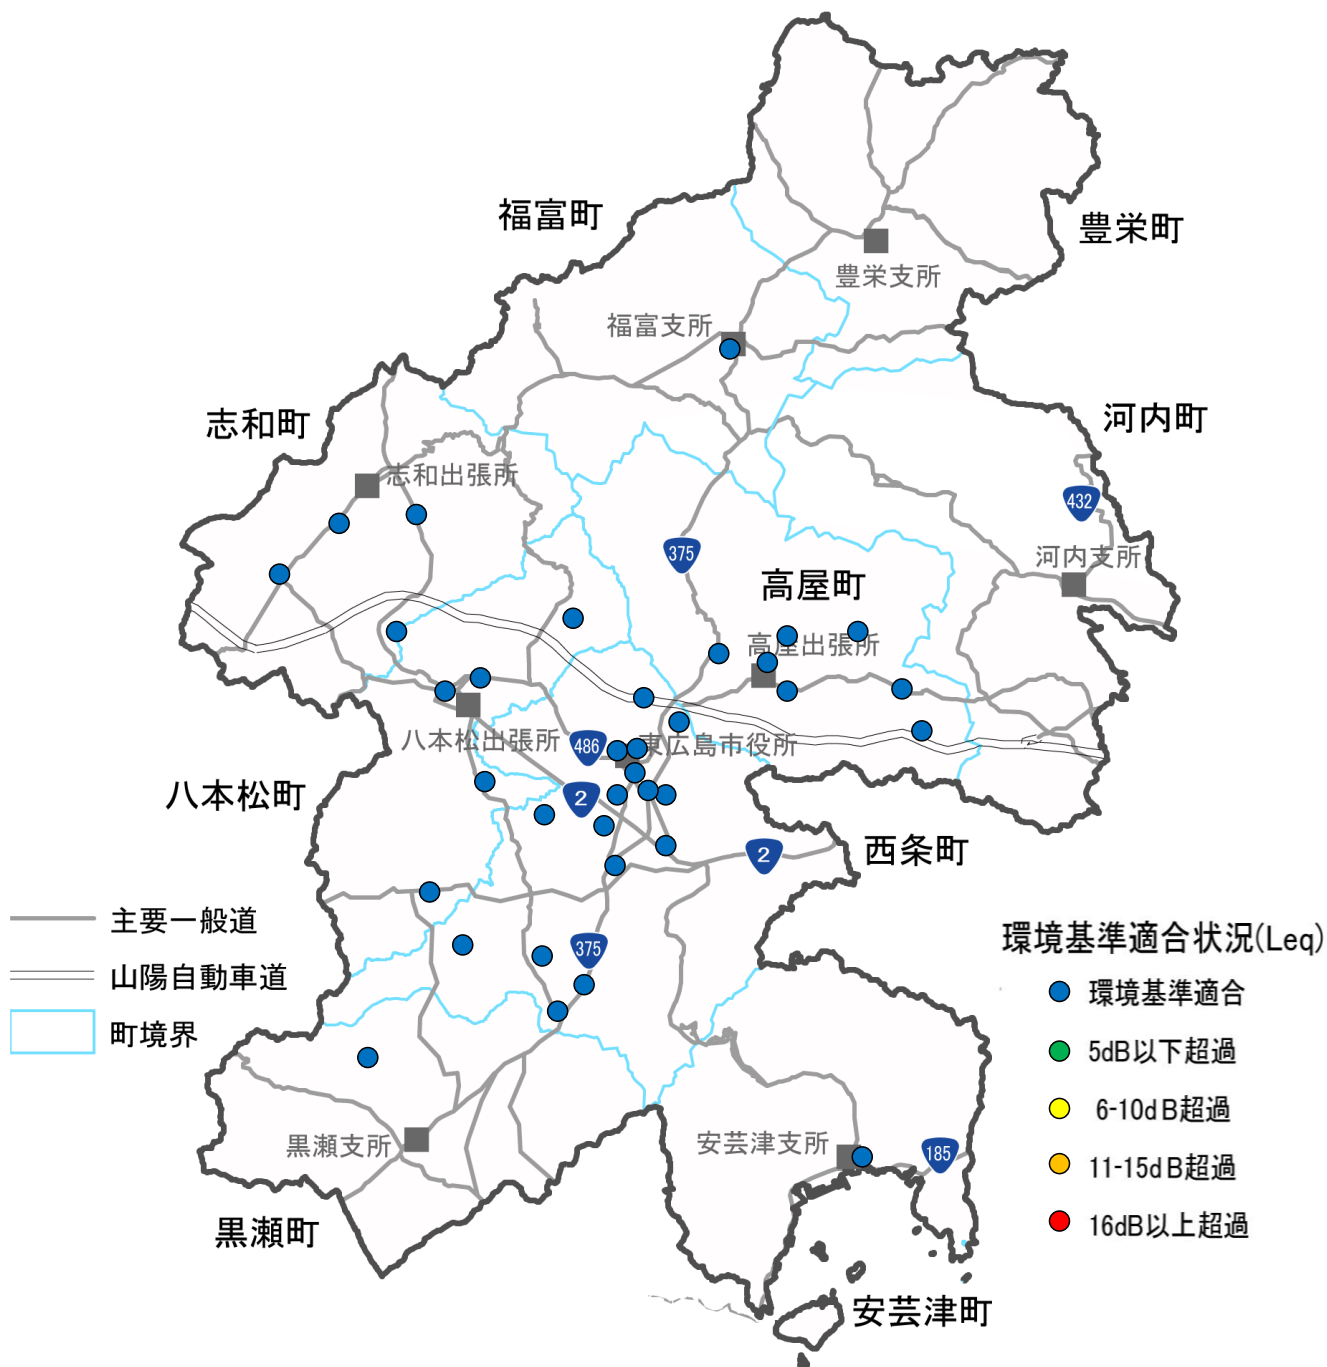 福富町
豊栄町
豊栄支所
福富支所
志和町
河内町
志和出張所
432
375
河内支所
高屋町
高屋出張所
八本松出張所
486
東広島市役所
八本松町
2
西条町
2
主要一般道
375
環境基準適合状況(Leq)
山陽自動車道
環境基準適合
町境界
5dB以下超過
6-10dB超過
黒瀬支所
安芸津支所
185
11-15dB超過
黒瀬町
16dB以上超過
安芸津町